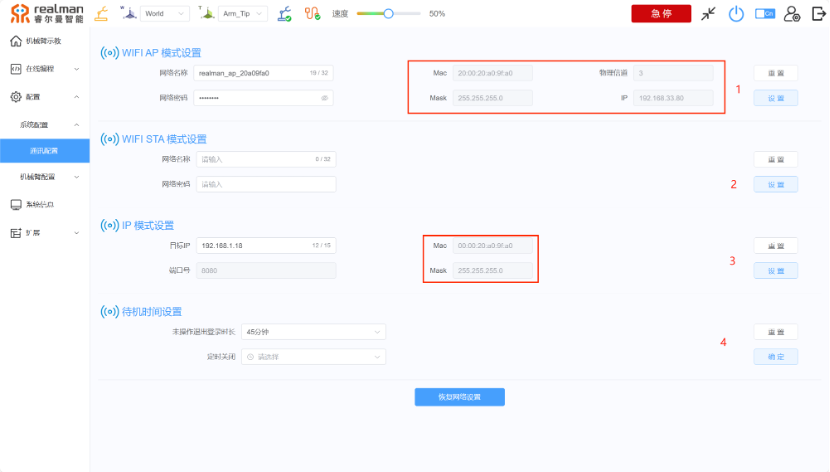 realman
睿尔曼智能
W World T Arm_Tip 速度 50% 急停 CN
机械臂示教
在线编程
配置
系统配置
通讯配置
机械臂配置
系统信息
扩展
WIFI AP 模式设置
网络名称 realman_ap_20a09fa0 19 / 32 Mac 20:00:20:a0:9f:a0 物理信道 3 重置
网络密码 •••••••• Mask 255.255.255.0 IP 192.168.33.80 1 设置
WIFI STA 模式设置
网络名称 请输入 0 / 32 重置
网络密码 请输入 2 设置
IP 模式设置
目标IP 192.168.1.18 12 / 15 Mac 00:00:20:a0:9f:a0 重置
端口号 8080 Mask 255.255.255.0 3 设置
待机时间设置
未操作退出登录时长 45分钟 重置
定时关闭 请选择 4 确定
恢复网络设置